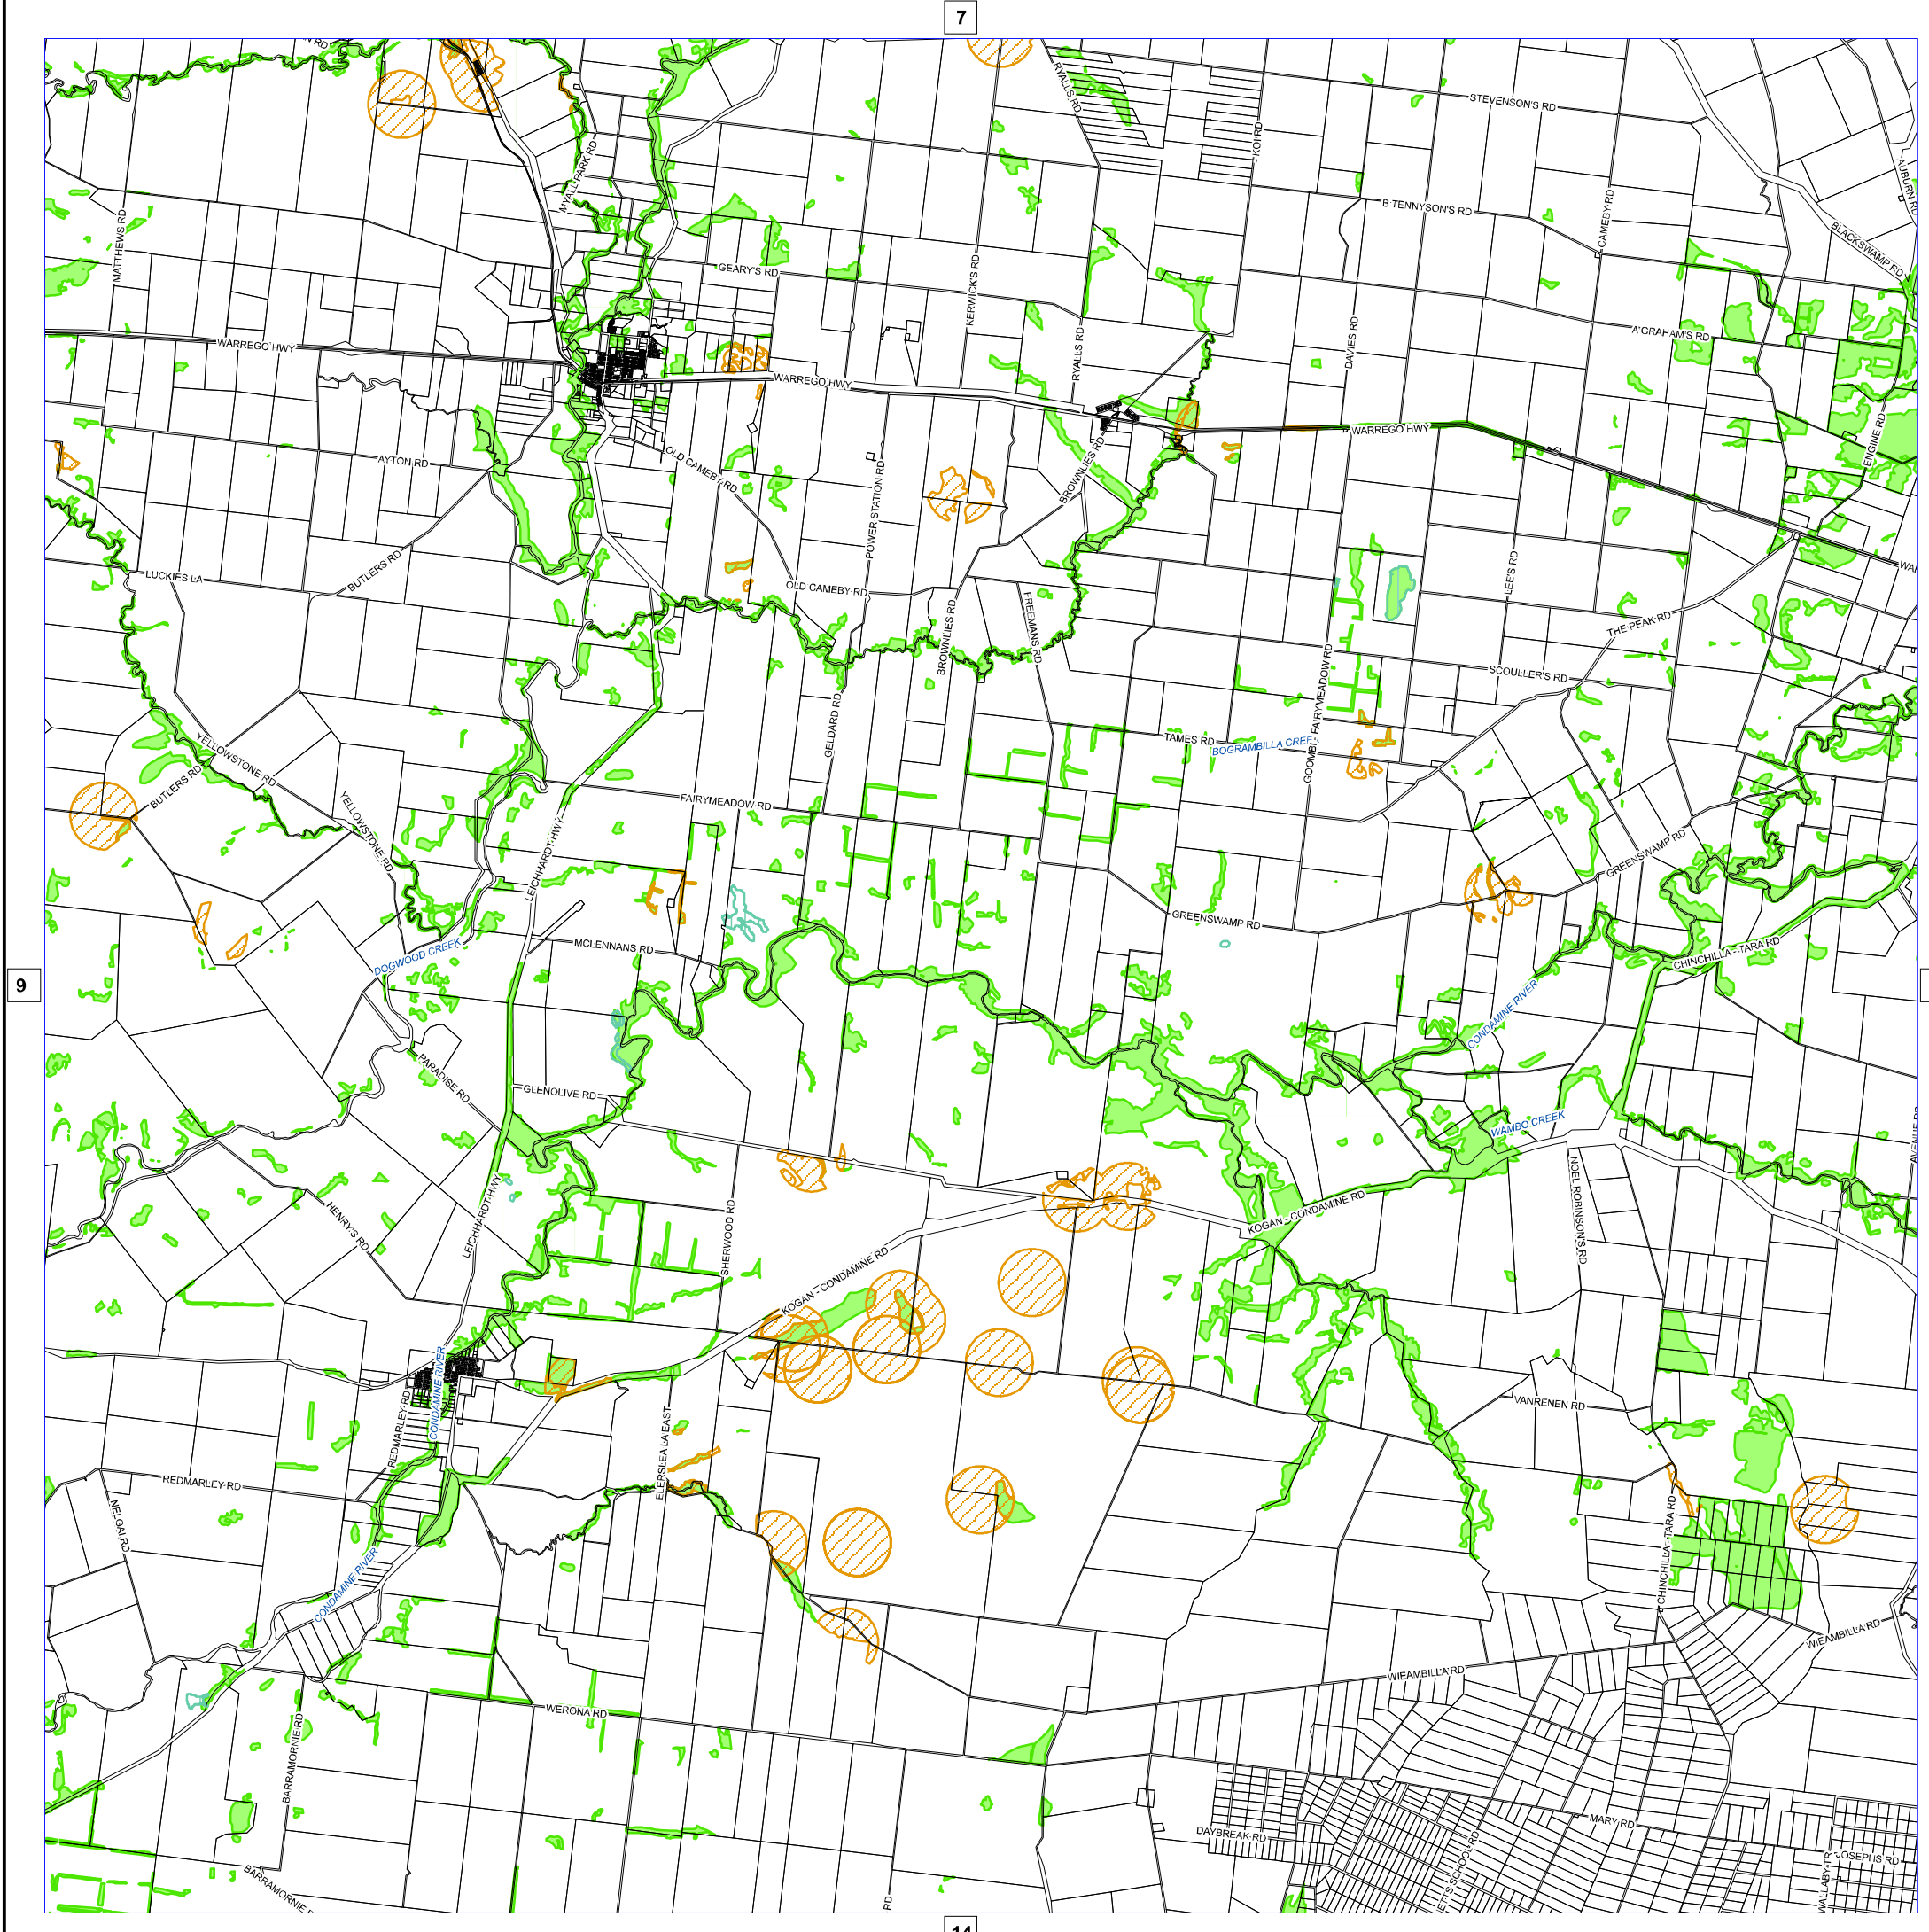 7
RYALLS RD
STEVENSON'S RD
KOI RD
MYALL PARK RD
AUBURN RD
MATTHEWS RD
B TENNYSON'S RD
CAMEBY RD
BLACKSWAMP RD
GEARY'S RD
KERWICK'S RD
WARREGO HWY
RYALLS RD
DAVIES RD
A GRAHAM'S RD
WARREGO HWY
WARREGO HWY
ENGINE RD
AYTON RD
OLD CAMEBY RD
POWER STATION RD
BROWNLIES RD
LUCKIES LA
BUTLERS RD
OLD CAMEBY RD
LEE'S RD
BROWNLIES RD
FREEMANS RD
THE PEAK RD
SCOULLER'S RD
GOOMBI - FAIRYMEADOW RD
GELDARD RD
TAMES RD
YELLOWSTONE RD
BUTLERS RD
FAIRYMEADOW RD
YELLOWSTONE RD
LEICHHARDT HWY
GREENSWAMP RD
GREENSWAMP RD
DOGWOOD CREEK
MCLENNANS RD
CHINCHILLA - TARA RD
9
CONDAMINE RIVER
PARADISE RD
GLENOLIVE RD
WAMBO CREEK
LEICHHARDT HWY
HENRY'S RD
SHERWOOD RD
KOGAN - CONDAMINE RD
NOEL ROBINSON'S RD
KOGAN - CONDAMINE RD
CONDAMINE RIVER
REDMARLEY RD
VANRENEN RD
ELERSLEA LA EAST
REDMARLEY RD
NELGAI RD
CHINCHILLA - TARA RD
CONDAMINE RIVER
WIEAMBILLA RD
WIEAMBILLA RD
WERONA RD
BARRAMORNIE RD
MARY RD
DAYBREAK RD
JOSEPHS RD
BARRAMORNIE
RD
14